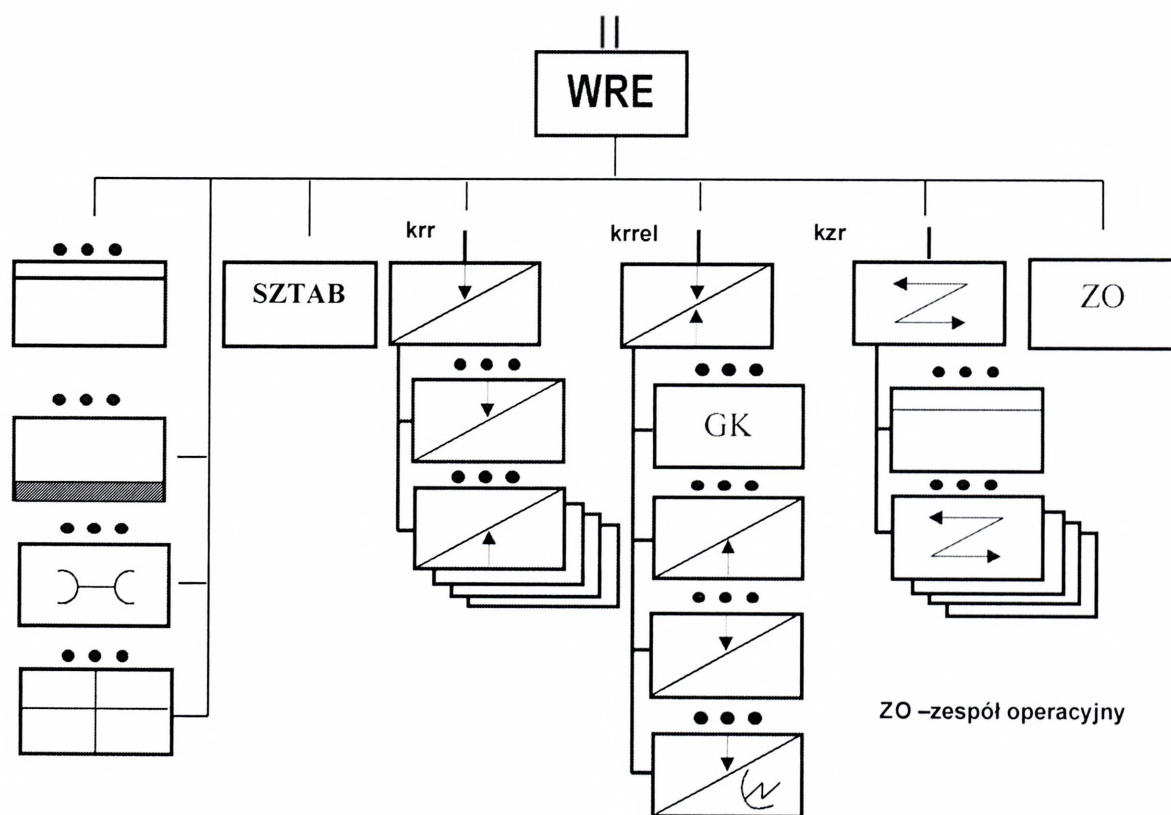 WRE
krr
krrel
kzr
SZTAB
ZO
GK
ZO –zespół operacyjny